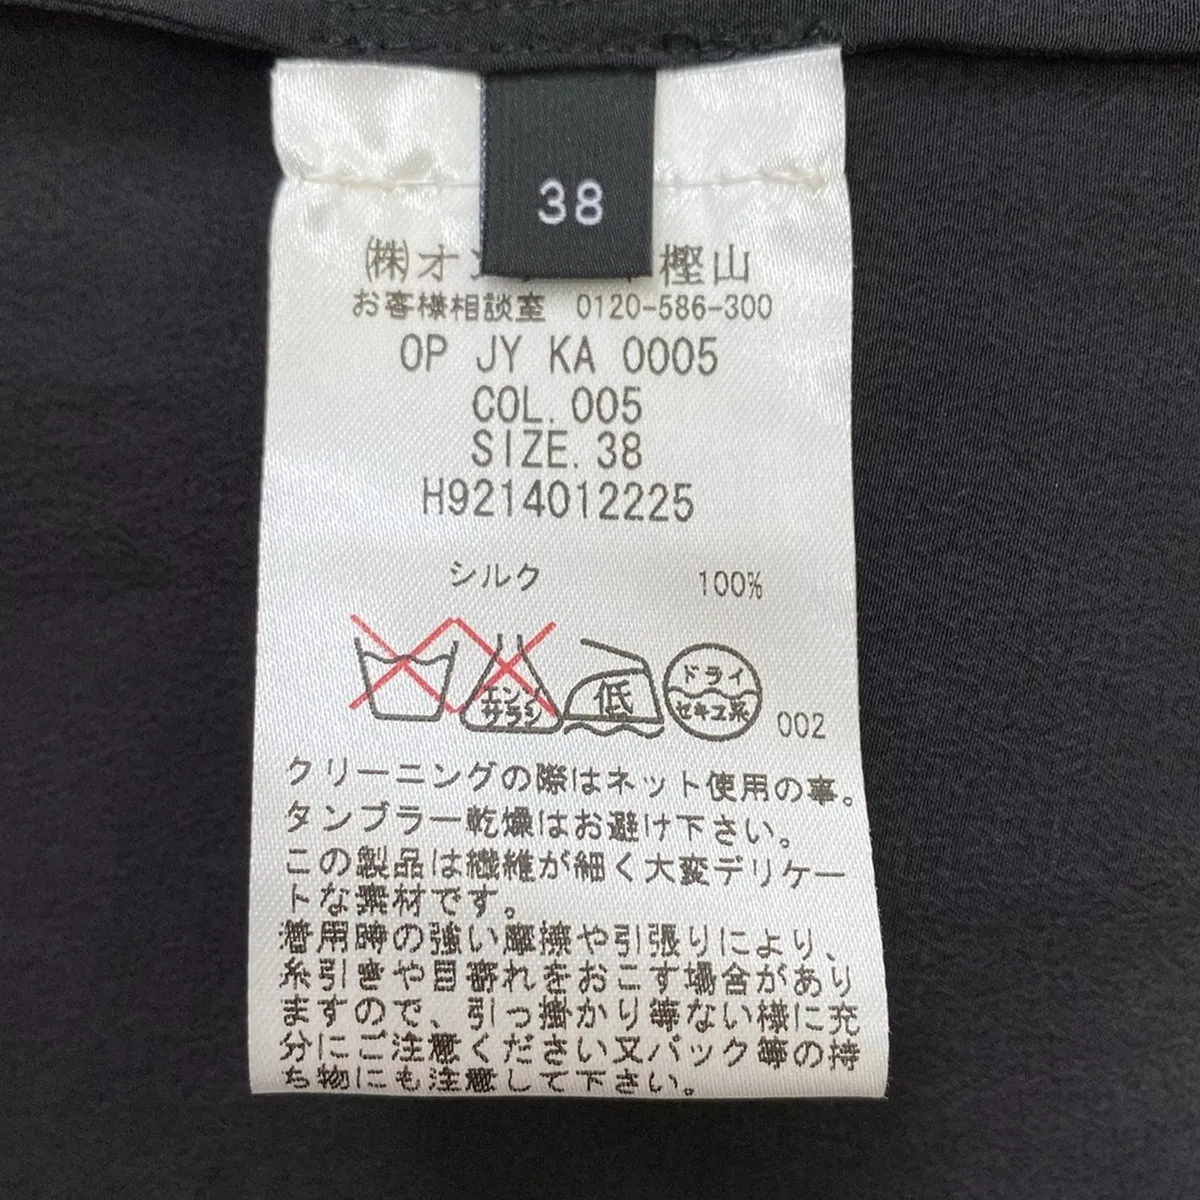 38
㈱オン 樫山
お客様相談室 0120-586-300
OP JY KA 0005
COL.005
SIZE.38
H9214012225
シルク 100%
エンソ サラシ
低
ドライ セキユ系
002
クリーニングの際はネット使用の事。
タンブラー乾燥はお避け下さい。
この製品は繊維が細く大変デリケー
トな素材です。
着用時の強い摩擦や引張りにより、
糸引きや目寄れをおこす場合があり
ますので、引っ掛かり等ない様に充
分にご注意ください又バック等の持
ち物にも注意して下さい。